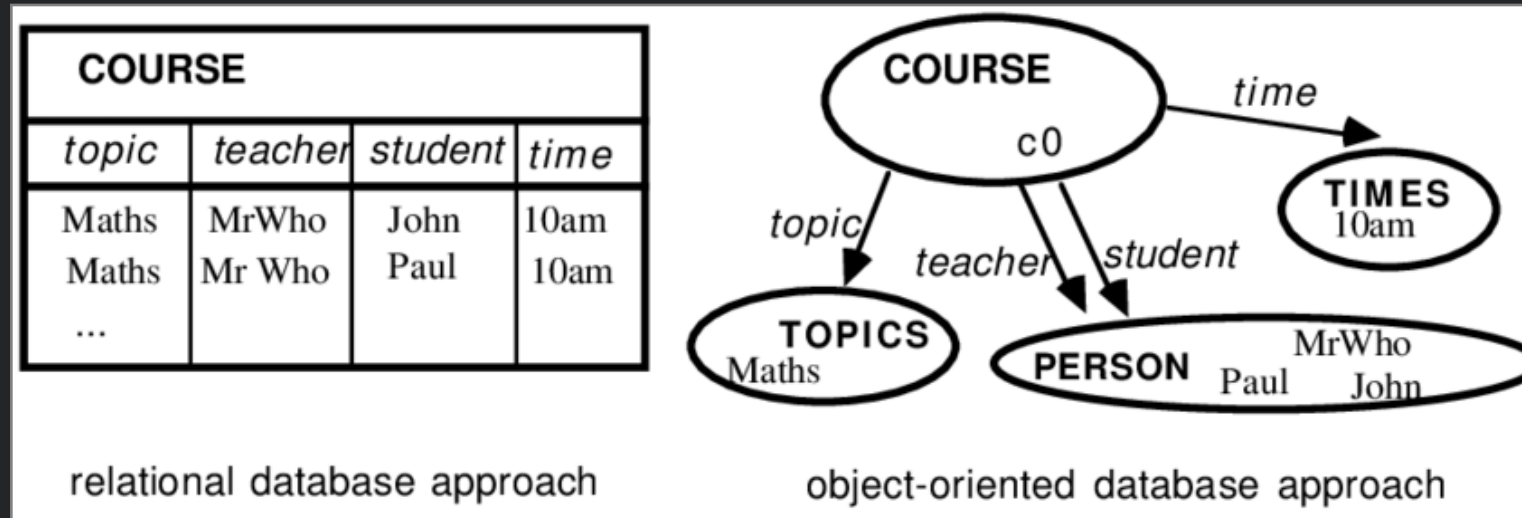 COURSE
topic teacher student time
Maths MrWho John 10am
Maths Mr Who Paul 10am
...
relational database approach
COURSE
c0
time
TIMES
10am
topic
teacher
student
TOPICS
Maths
PERSON
MrWho
Paul
John
object-oriented database approach